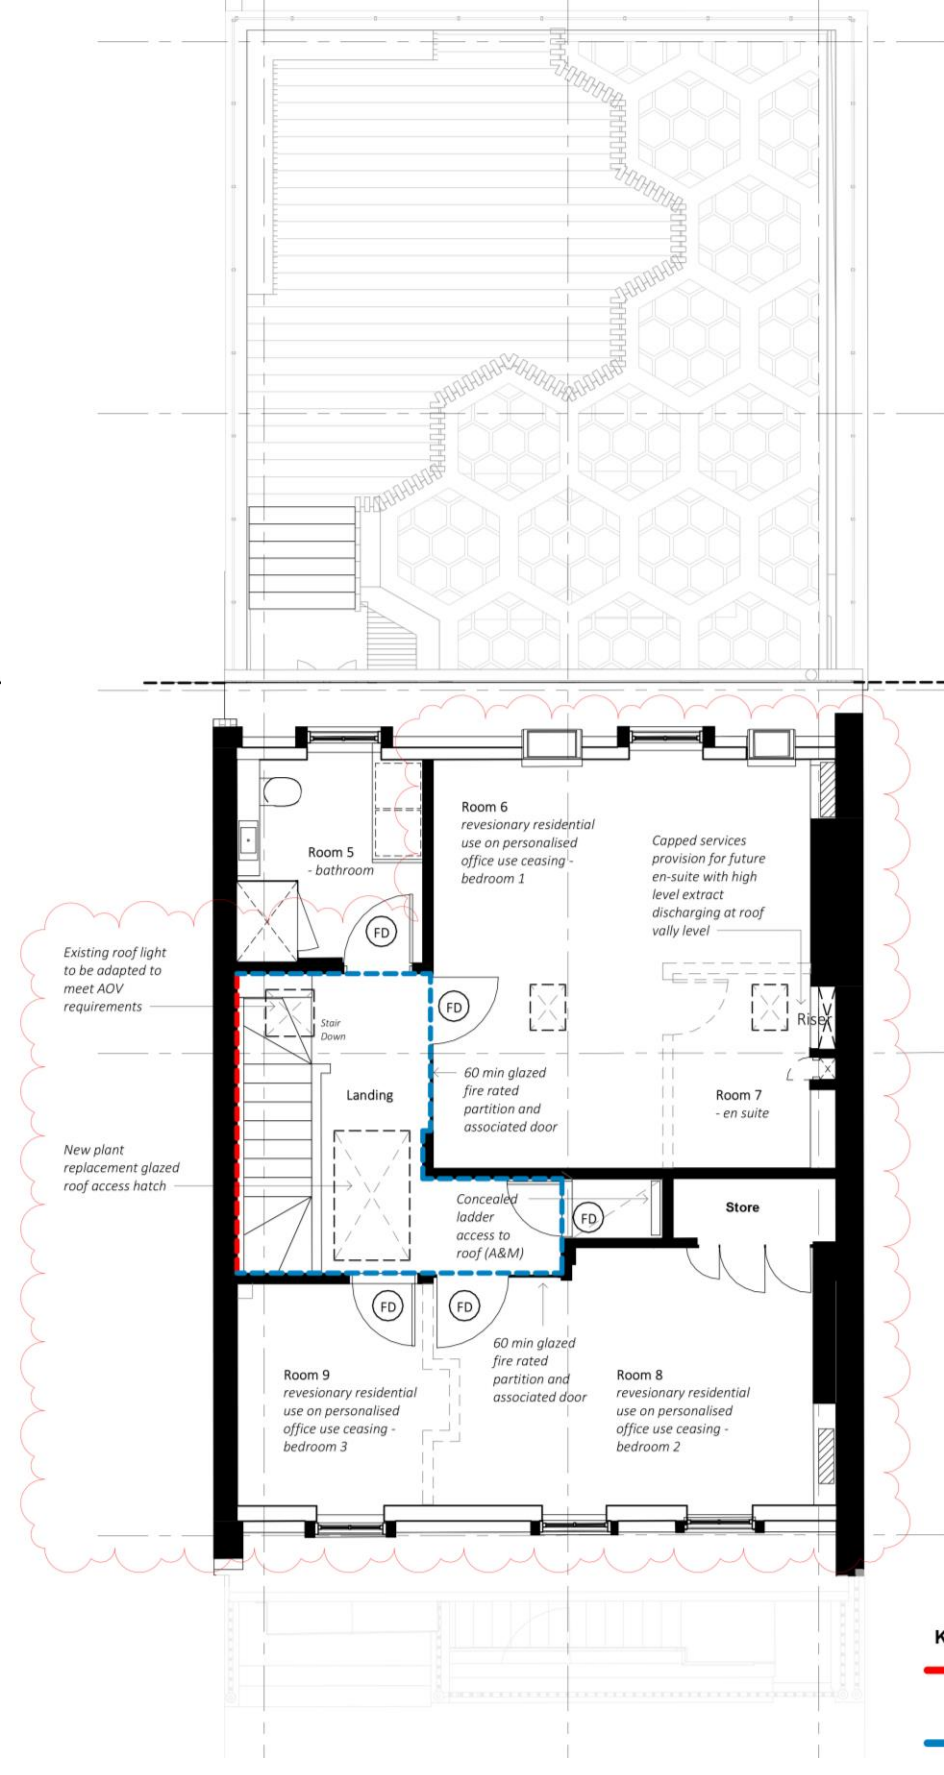 Room 6
revesionary residential
use on personalised
office use ceasing -
bedroom 1
Capped services
provision for future
en-suite with high
level extract
discharging at roof
vally level
Room 5
- bathroom
FD
Existing roof light
to be adapted to
meet AOV
requirements
Stair
Down
FD
Riser
Landing
60 min glazed
fire rated
partition and
associated door
Room 7
- en suite
New plant
replacement glazed
roof access hatch
Concealed
ladder
access to
roof (A&M)
FD
Store
FD
FD
60 min glazed
fire rated
partition and
associated door
Room 9
revesionary residential
use on personalised
office use ceasing -
bedroom 3
Room 8
revesionary residential
use on personalised
office use ceasing -
bedroom 2
K